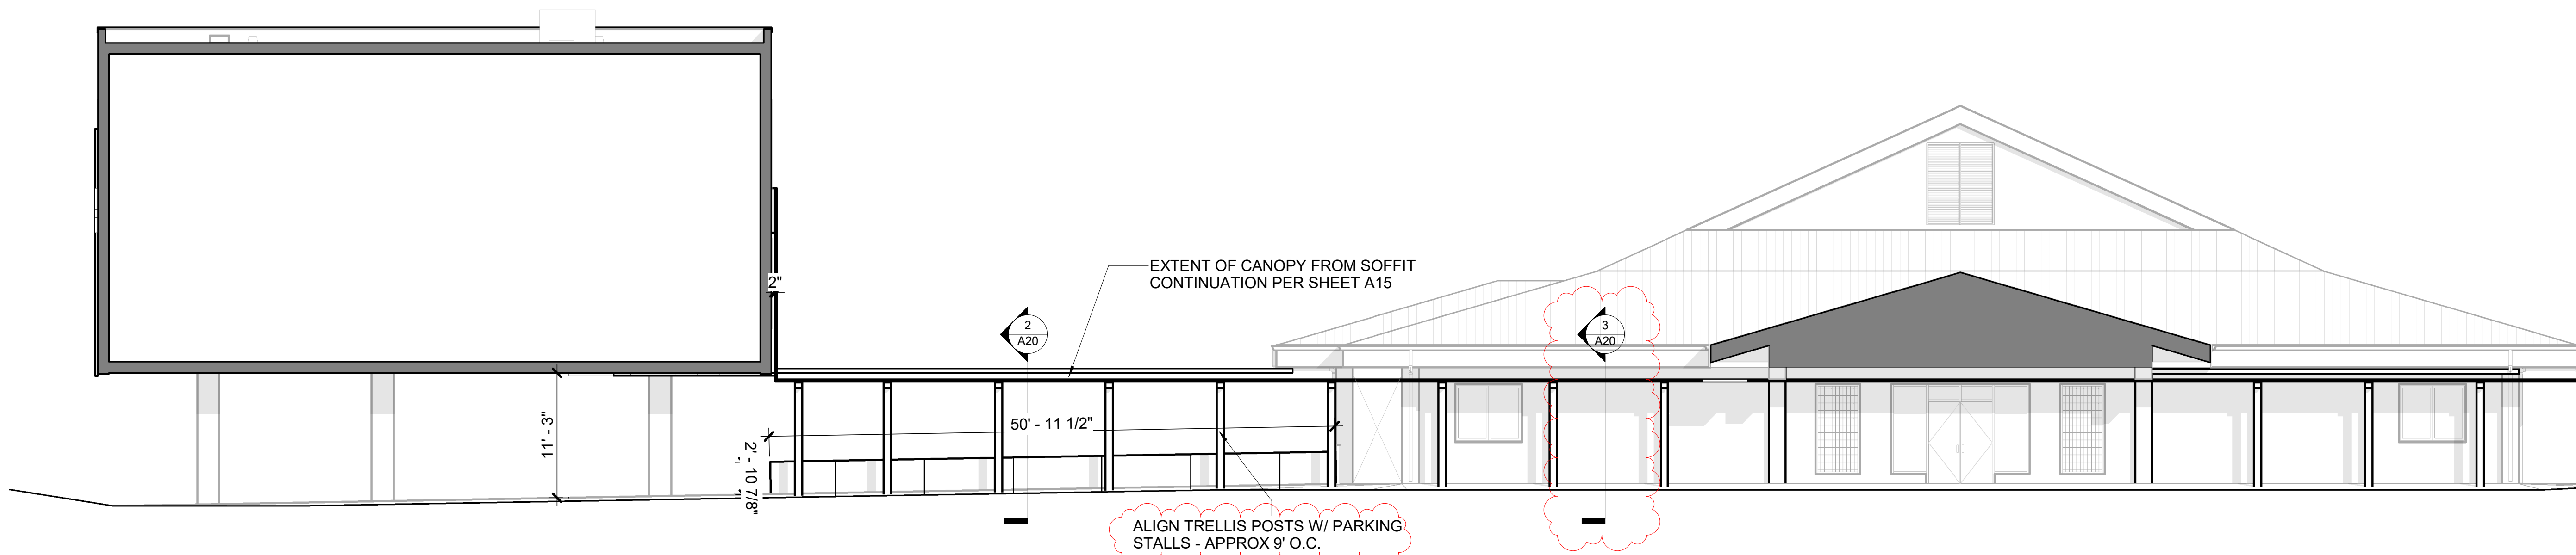 2"
EXTENT OF CANOPY FROM SOFFIT
CONTINUATION PER SHEET A15
2
A20
3
A20
11' - 3"
50' - 11 1/2"
2' - 10 7/8"
ALIGN TRELLIS POSTS W/ PARKING
STALLS - APPROX 9' O.C.